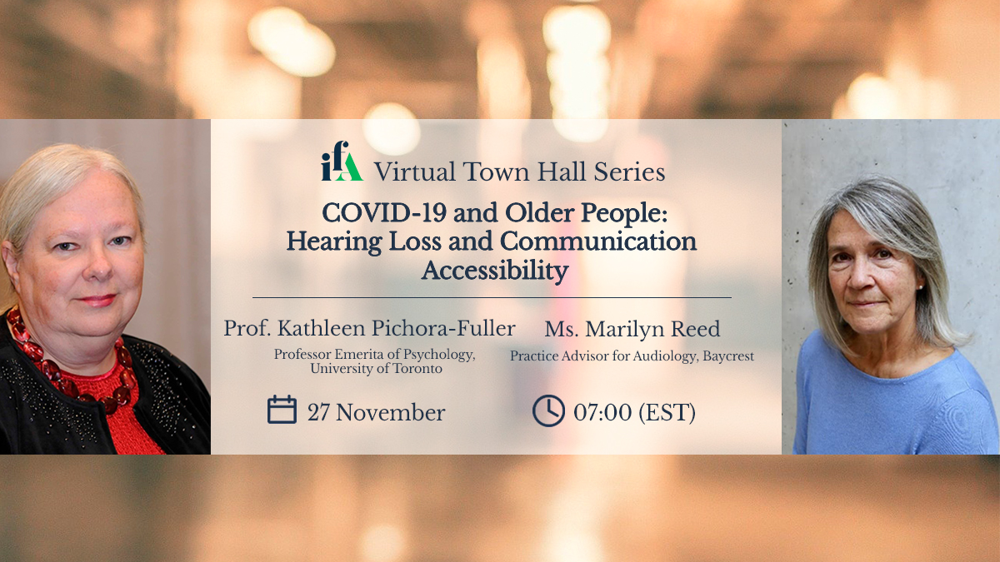 ifA Virtual Town Hall Series
COVID-19 and Older People:
Hearing Loss and Communication
Accessibility
Prof. Kathleen Pichora-Fuller
Professor Emerita of Psychology,
University of Toronto
Ms. Marilyn Reed
Practice Advisor for Audiology, Baycrest
27 November
07:00 (EST)